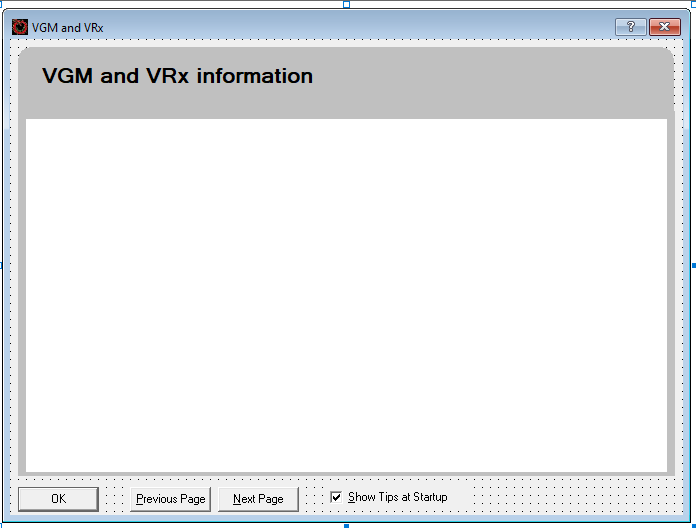 VGM and VRx
?
VGM and VRx information
OK
Previous Page
Next Page
Show Tips at Startup